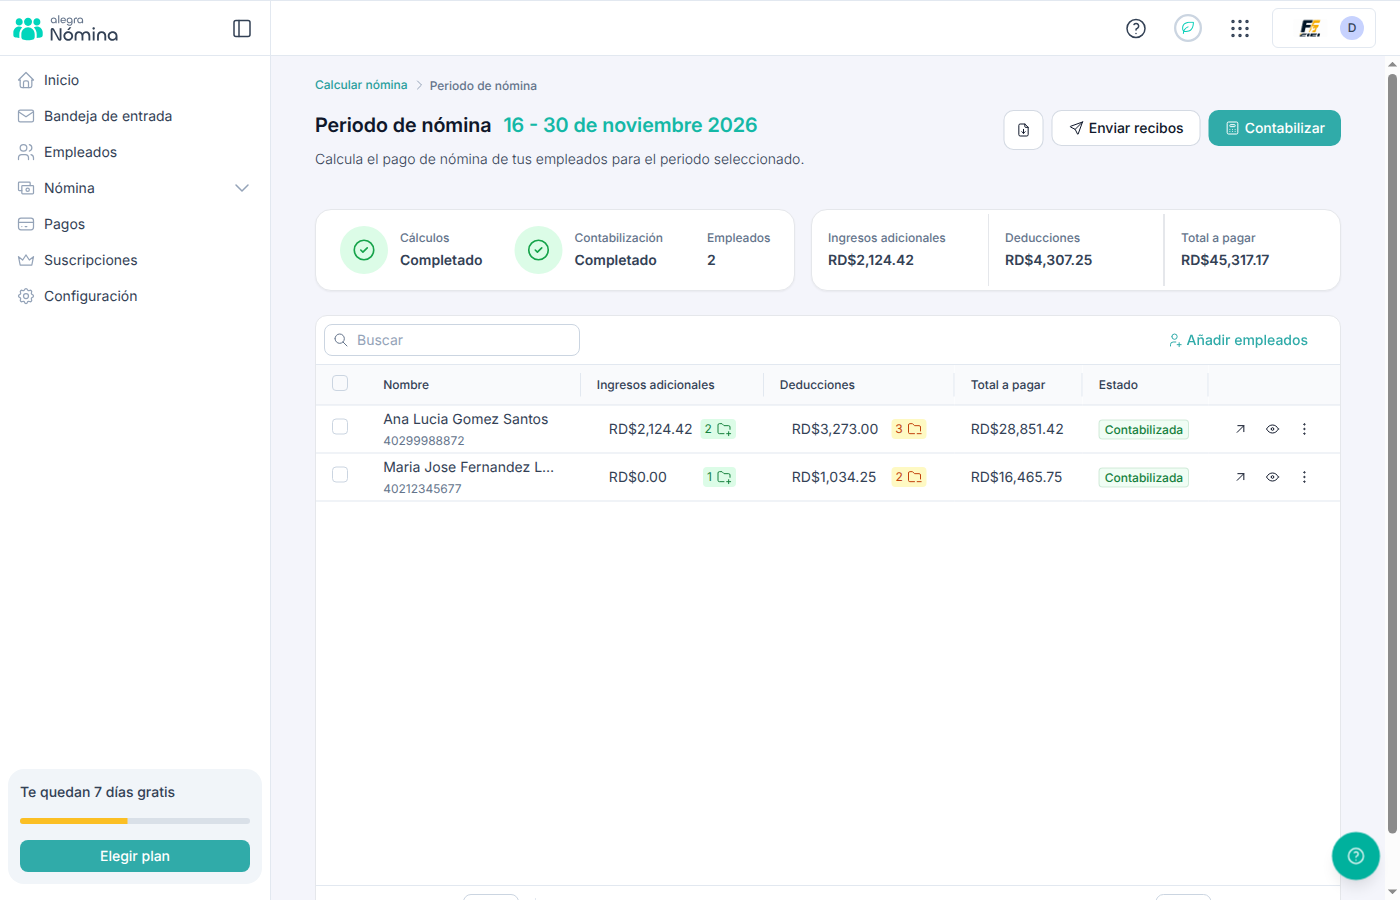 alegra
Nómina
D
Inicio
Bandeja de entrada
Empleados
Nómina
Pagos
Suscripciones
Configuración
Te quedan 7 días gratis
Elegir plan
Calcular nómina > Periodo de nómina
Periodo de nómina 16 - 30 de noviembre 2026
Calcula el pago de nómina de tus empleados para el periodo seleccionado.
Enviar recibos
Contabilizar
Cálculos
Completado
Contabilización
Completado
Empleados
2
Ingresos adicionales
RD$2,124.42
Deducciones
RD$4,307.25
Total a pagar
RD$45,317.17
Buscar
Añadir empleados
Nombre Ingresos adicionales Deducciones Total a pagar Estado
Ana Lucia Gomez Santos
40299988872
RD$2,124.42 2 RD$3,273.00 3 RD$28,851.42 Contabilizada
Maria Jose Fernandez L...
40212345677
RD$0.00 1 RD$1,034.25 2 RD$16,465.75 Contabilizada